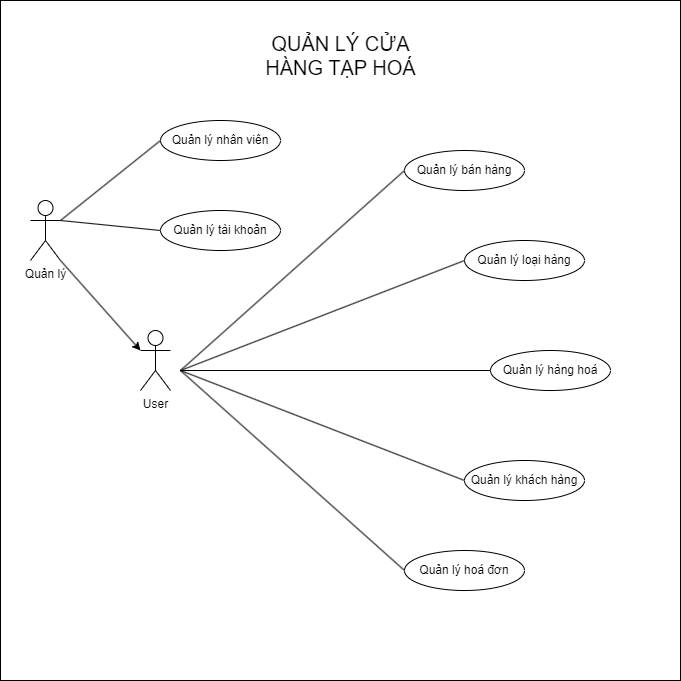 QUẢN LÝ CỬA
HÀNG TẠP HOÁ
Quản lý nhân viên
Quản lý bán hàng
Quản lý tài khoản
Quản lý loại hàng
Quản lý
Quản lý hàng hoá
User
Quản lý khách hàng
Quản lý hoá đơn